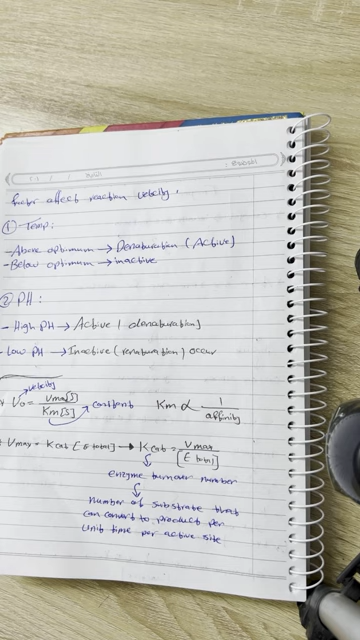 factor affect reaction velocity.
① Temp:
- Above optimum → Denaturation (Active)
- Below optimum → inactive
② PH:
- High PH → Active (denaturation)
- Low PH → Inactive (renaturation) occur
velocity
V₀ = Vmax[S] / Km[S] → constant Km ∝ 1 / affinity
Vmax = Kcat [E total] → Kcat = Vmax / [E total]
enzyme turnover number
number of substrate that
can convert to product per
unit time per active site